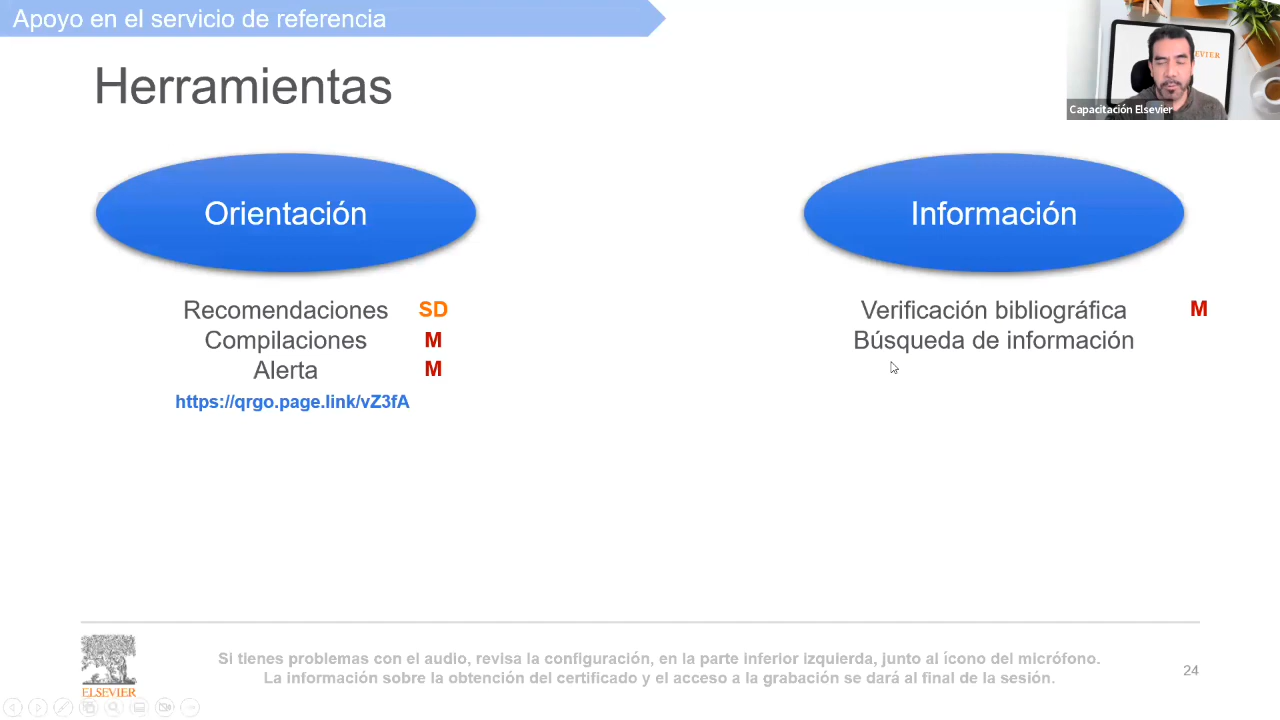 Apoyo en el servicio de referencia
Herramientas
Capacitación Elsevier
Orientación
Recomendaciones SD
Compilaciones M
Alerta M
https://qrgo.page.link/vZ3fA
Información
Verificación bibliográfica M
Búsqueda de información
Si tienes problemas con el audio, revisa la configuración, en la parte inferior izquierda, junto al ícono del micrófono.
La información sobre la obtención del certificado y el acceso a la grabación se dará al final de la sesión.
ELSEVIER
24